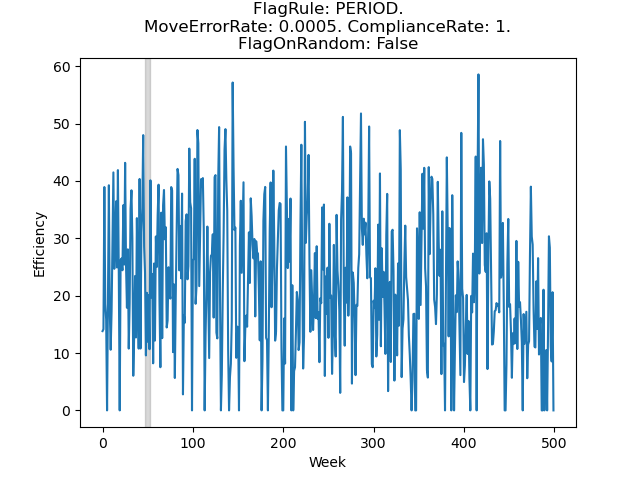 FlagRule: PERIOD.
MoveErrorRate: 0.0005. ComplianceRate: 1.
FlagOnRandom: False
60
50
40
30
20
10
0
Efficiency
0 100 200 300 400 500
Week